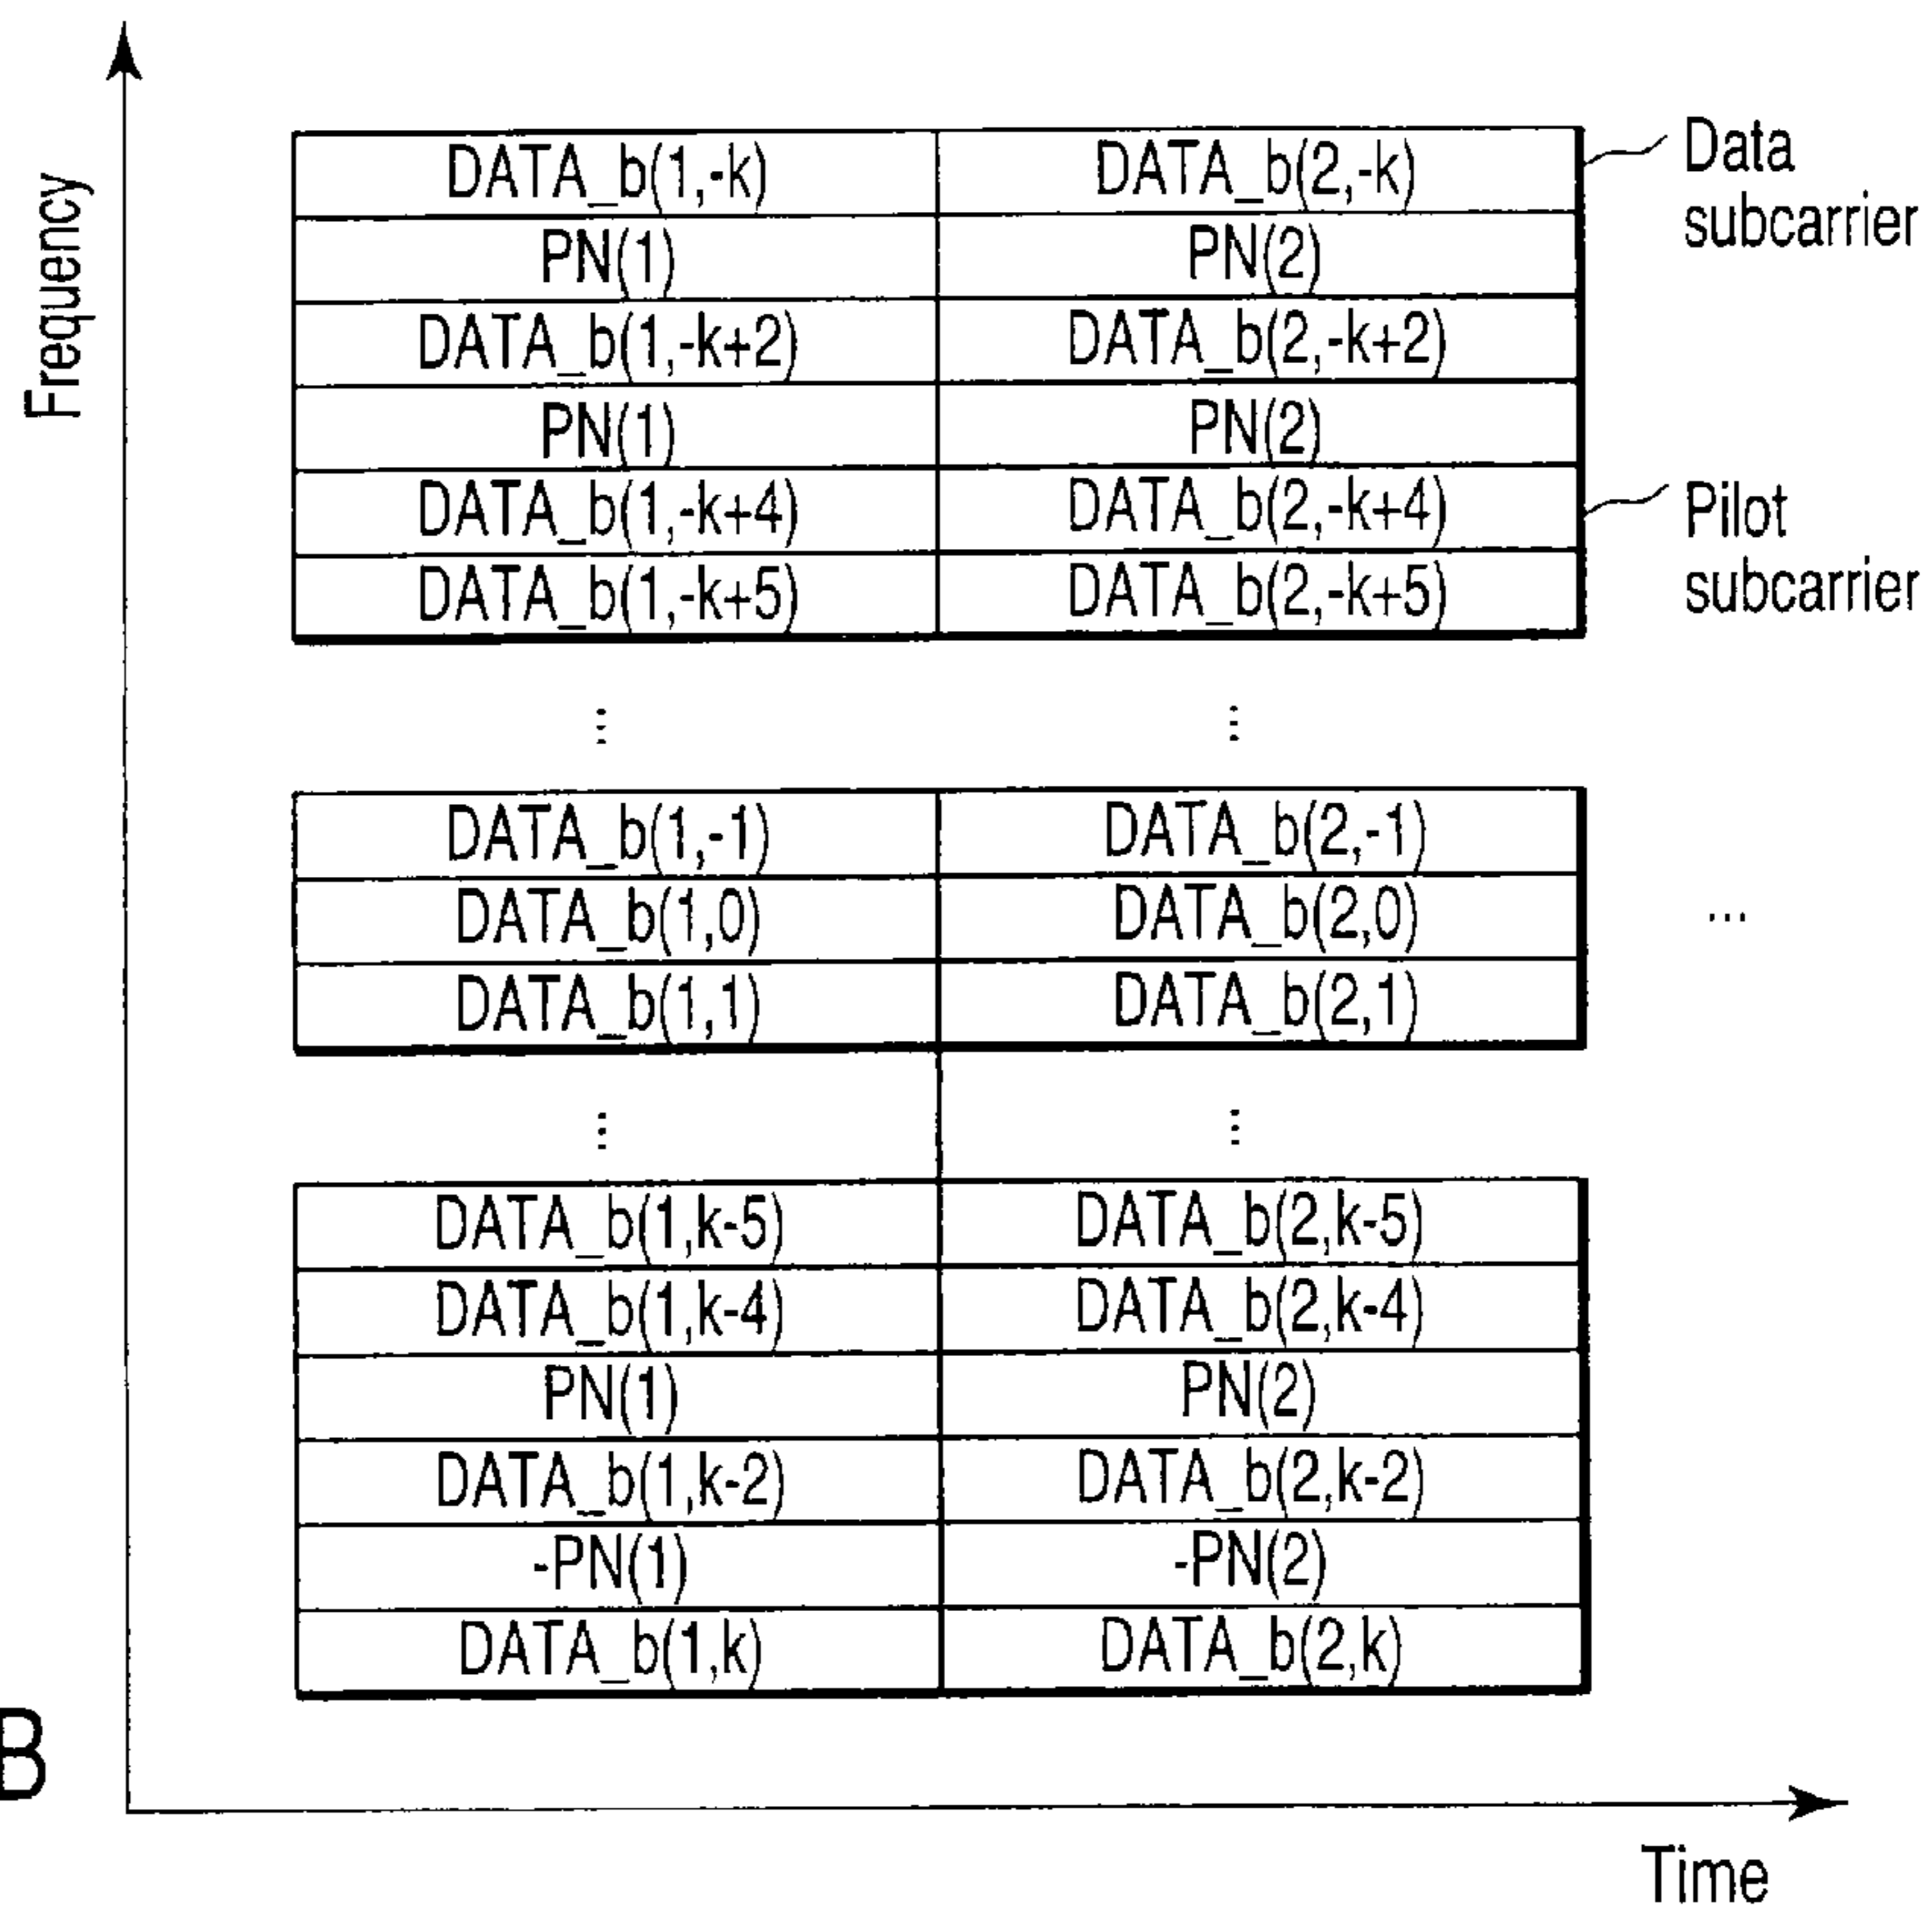 Frequency
DATA_b(1,-k) DATA_b(2,-k)
Data
subcarrier
PN(1) PN(2)
DATA_b(1,-k+2) DATA_b(2,-k+2)
PN(1) PN(2)
DATA_b(1,-k+4) DATA_b(2,-k+4)
Pilot
subcarrier
DATA_b(1,-k+5) DATA_b(2,-k+5)
... ...
DATA_b(1,-1) DATA_b(2,-1)
DATA_b(1,0) DATA_b(2,0) ...
DATA_b(1,1) DATA_b(2,1)
... ...
DATA_b(1,k-5) DATA_b(2,k-5)
DATA_b(1,k-4) DATA_b(2,k-4)
PN(1) PN(2)
DATA_b(1,k-2) DATA_b(2,k-2)
-PN(1) -PN(2)
DATA_b(1,k) DATA_b(2,k)
B
Time